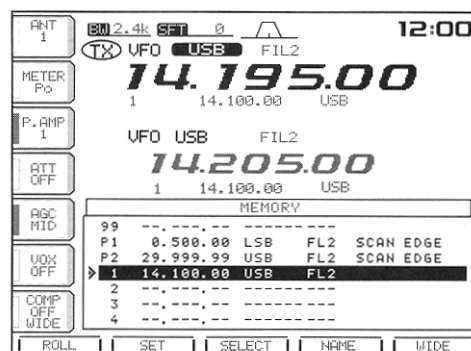 ANT
1
METER
Po
P.AMP
1
ATT
OFF
AGC
MID
VOX
OFF
COMP
OFF
WIDE
BW 2.4k SFT 0 12:00
TX VFO USB FIL2
14.195.00
1 14.100.00 USB
VFO USB FIL2
14.205.00
1 14.100.00 USB
MEMORY
99 --.---.-- --- ---
P1 0.500.00 LSB FL2 SCAN EDGE
P2 29.999.99 USB FL2 SCAN EDGE
1 14.100.00 USB FL2
2 --.---.-- --- ---
3 --.---.-- --- ---
4 --.---.-- --- ---
ROLL SET SELECT NAME WIDE